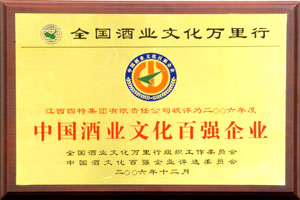 全国酒业文化万里行
江西四特集团有限责任公司被评为二〇〇六年度
中国酒业文化百强企业
全国酒业文化万里行组织工作委员会
中国酒文化百强企业评选委员会
二〇〇六年十二月